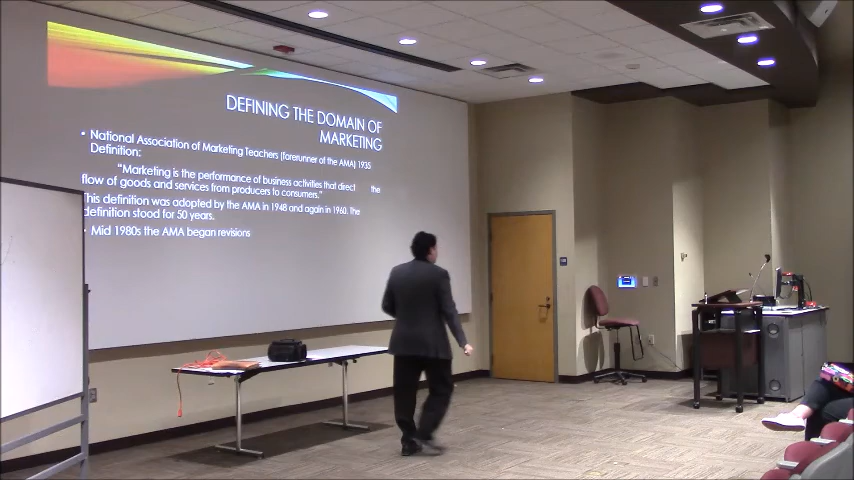 DEFINING THE DOMAIN OF
MARKETING
National Association of Marketing Teachers (forerunner of the AMA) 1935
Definition:
"Marketing is the performance of business activities that direct the
flow of goods and services from producers to consumers."
This definition was adopted by the AMA in 1948 and again in 1960. The
definition stood for 50 years.
Mid 1980s the AMA began revisions